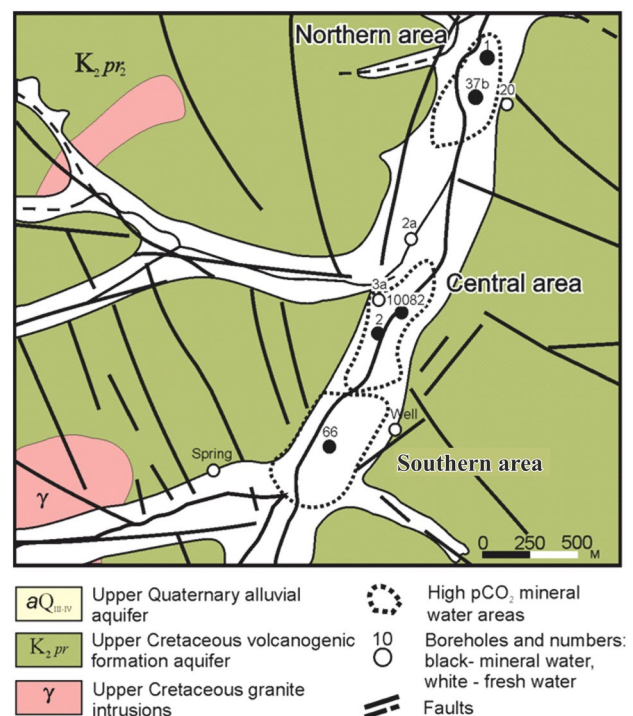 Northern area
K₂ pr₂
1
37b
20
2a
Central area
3a
10082
2
Well
66
Spring
Southern area
γ
0 250 500
M
aQIII-IV
Upper Quaternary alluvial
aquifer
K₂ pr
Upper Cretaceous volcanogenic
formation aquifer
γ
Upper Cretaceous granite
intrusions
High pCO₂ mineral
water areas
10
Boreholes and numbers:
black- mineral water,
white - fresh water
Faults